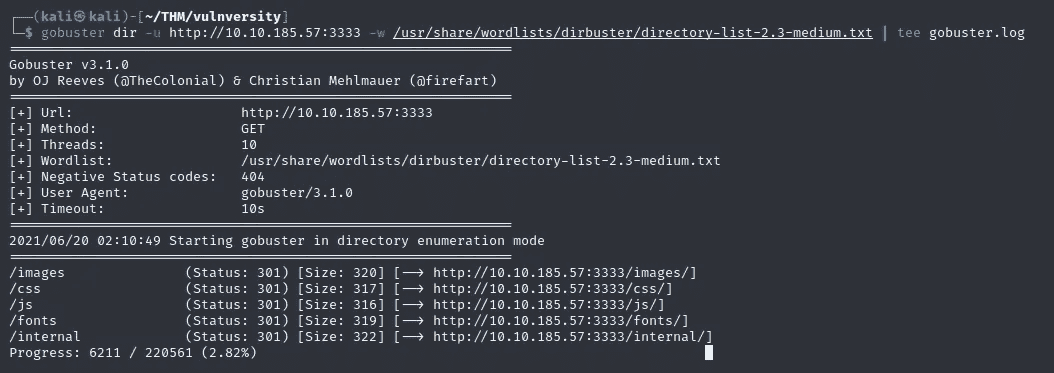 ┌──(kali㉿kali)-[~/THM/vulnversity]
└─$ gobuster dir -u http://10.10.185.57:3333 -w /usr/share/wordlists/dirbuster/directory-list-2.3-medium.txt | tee gobuster.log
===============================================================
Gobuster v3.1.0
by OJ Reeves (@TheColonial) & Christian Mehlmauer (@firefart)
===============================================================
[+] Url:                     http://10.10.185.57:3333
[+] Method:                  GET
[+] Threads:                 10
[+] Wordlist:                /usr/share/wordlists/dirbuster/directory-list-2.3-medium.txt
[+] Negative Status codes:   404
[+] User Agent:              gobuster/3.1.0
[+] Timeout:                 10s
===============================================================
2021/06/20 02:10:49 Starting gobuster in directory enumeration mode
===============================================================
/images               (Status: 301) [Size: 320] [--> http://10.10.185.57:3333/images/]
/css                  (Status: 301) [Size: 317] [--> http://10.10.185.57:3333/css/]
/js                   (Status: 301) [Size: 316] [--> http://10.10.185.57:3333/js/]
/fonts                (Status: 301) [Size: 319] [--> http://10.10.185.57:3333/fonts/]
/internal             (Status: 301) [Size: 322] [--> http://10.10.185.57:3333/internal/]
Progress: 6211 / 220561 (2.82%)